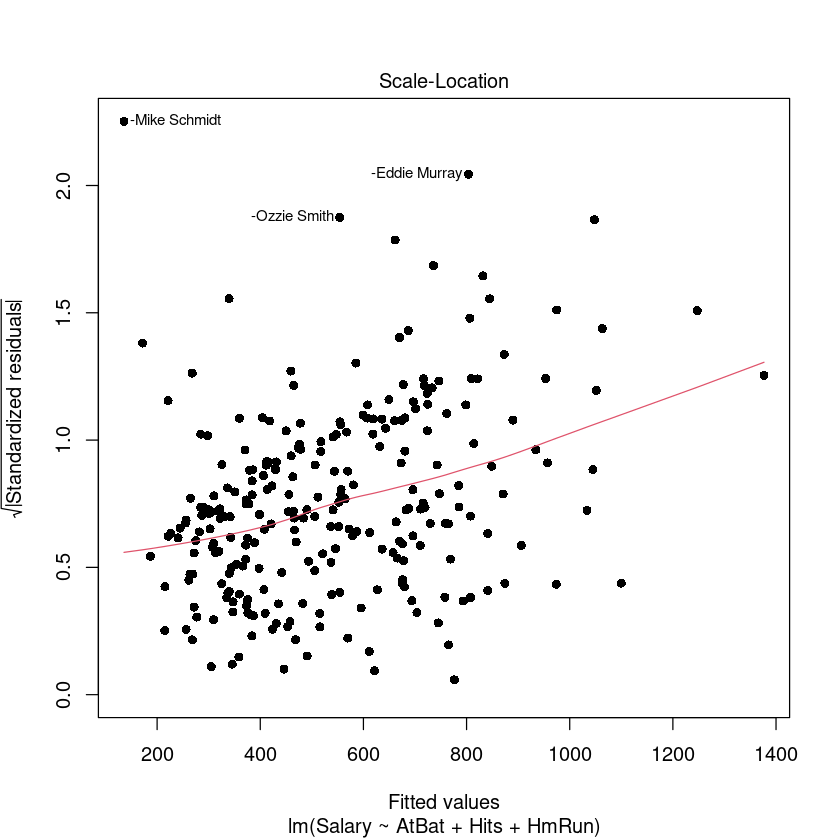 Scale-Location
-Mike Schmidt
-Eddie Murray
-Ozzie Smith
2.0
1.5
1.0
0.5
0.0
√|Standardized residuals|
200 400 600 800 1000 1200 1400
Fitted values
lm(Salary ~ AtBat + Hits + HmRun)